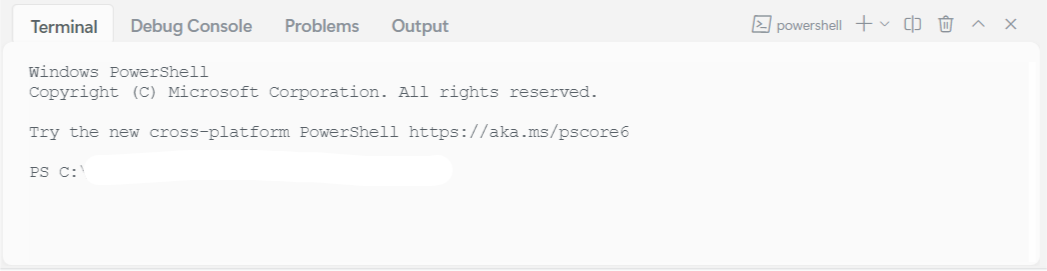 Terminal Debug Console Problems Output powershell
Windows PowerShell
Copyright (C) Microsoft Corporation. All rights reserved.
Try the new cross-platform PowerShell https://aka.ms/pscore6
PS C:\